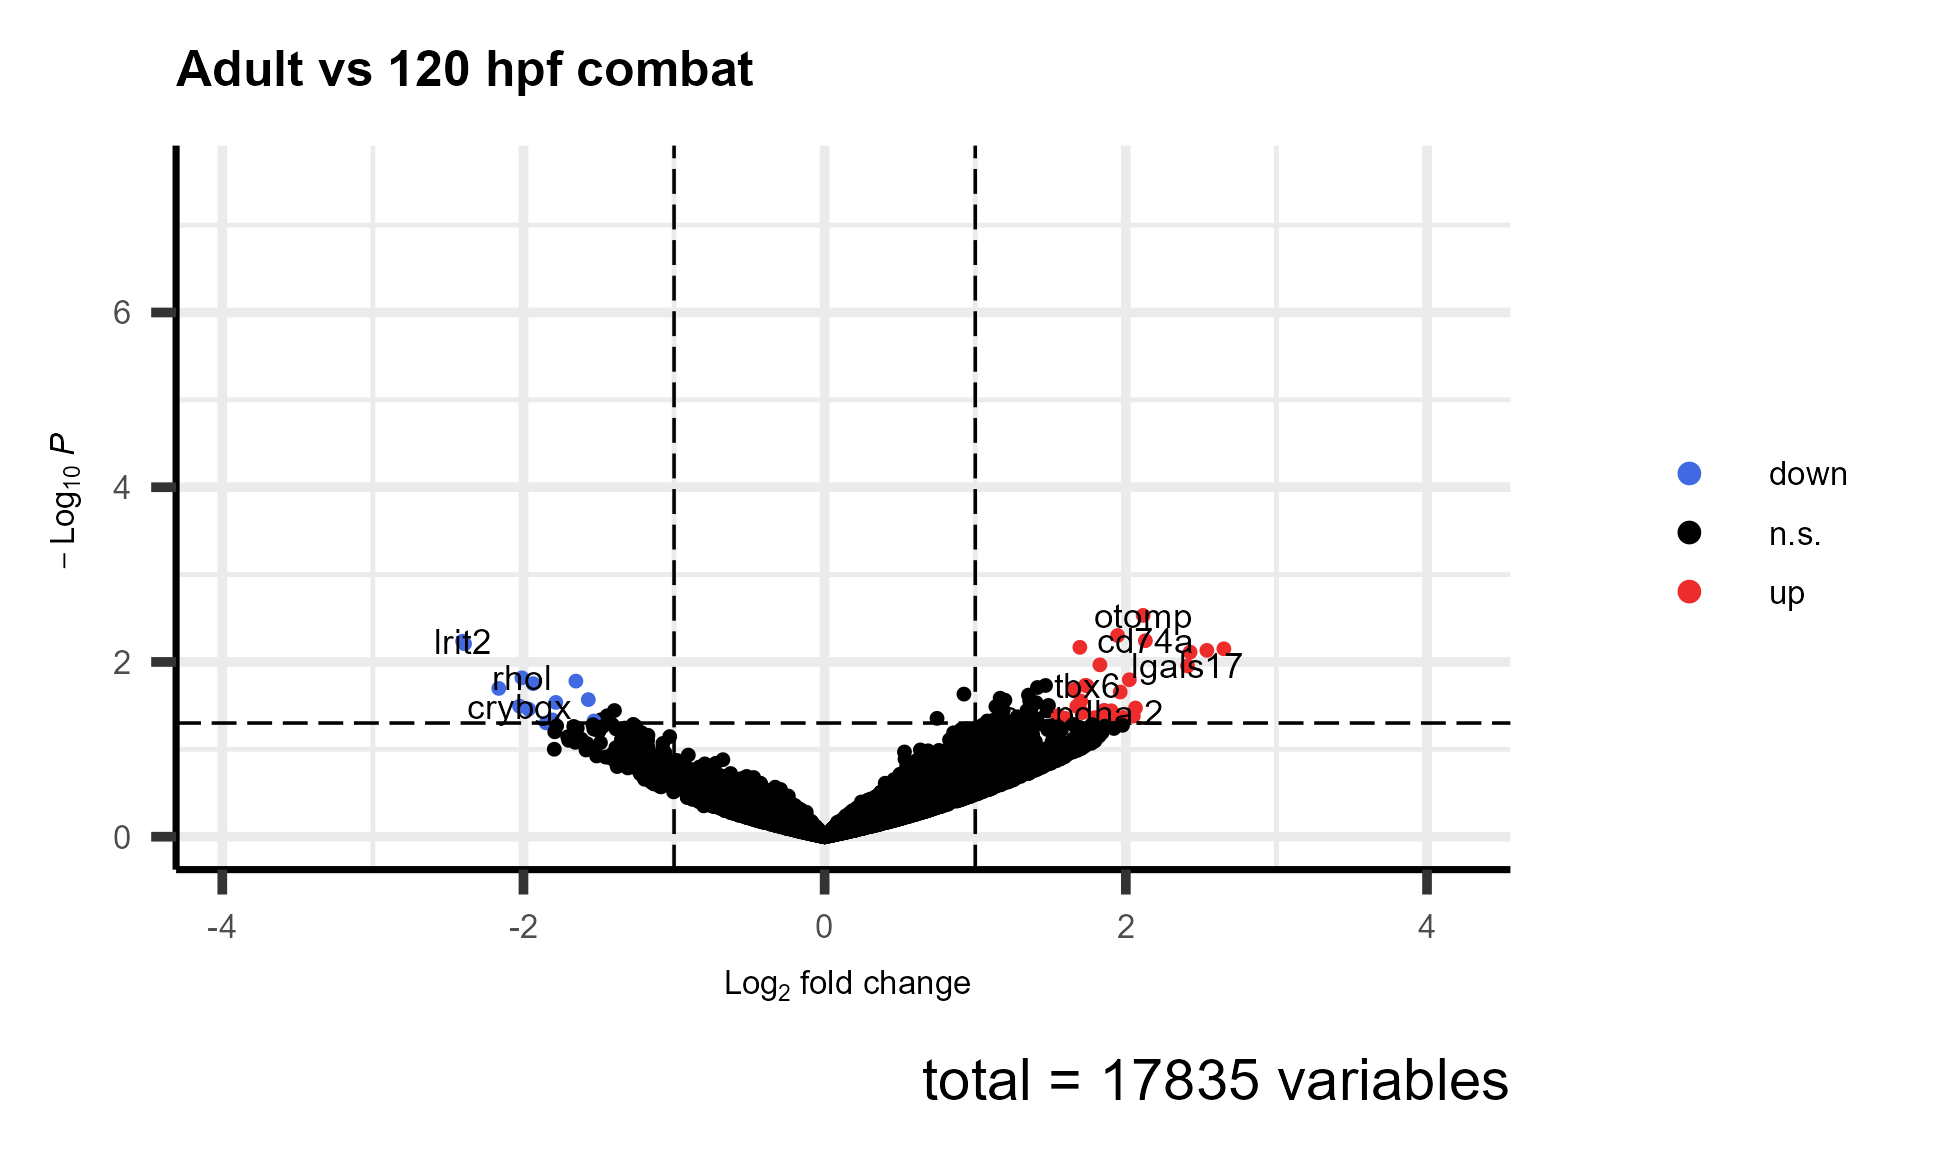 Adult vs 120 hpf combat
− Log10 P
6
4
2
0
otomp
lrit2
cd74a
lgals17
rhol
tbx6
crybgx
-4
-2
0
2
4
Log2 fold change
down
n.s.
up
total = 17835 variables